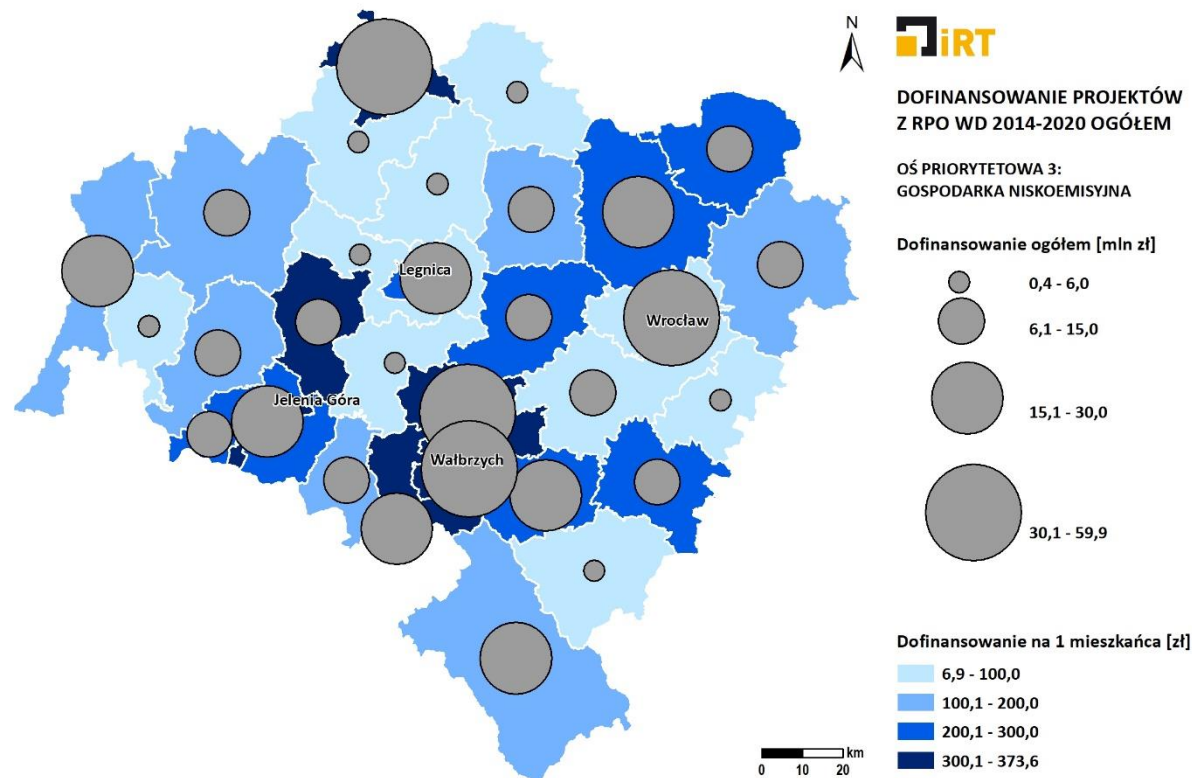 N
iRT
DOFINANSOWANIE PROJEKTÓW
Z RPO WD 2014-2020 OGÓŁEM
OŚ PRIORYTETOWA 3:
GOSPODARKA NISKOEMISYJNA
Dofinansowanie ogółem [mln zł]
0,4 - 6,0
6,1 - 15,0
15,1 - 30,0
30,1 - 59,9
Legnica
Wrocław
Jelenia Góra
Wałbrzych
Dofinansowanie na 1 mieszkańca [zł]
6,9 - 100,0
100,1 - 200,0
200,1 - 300,0
300,1 - 373,6
km
0 10 20